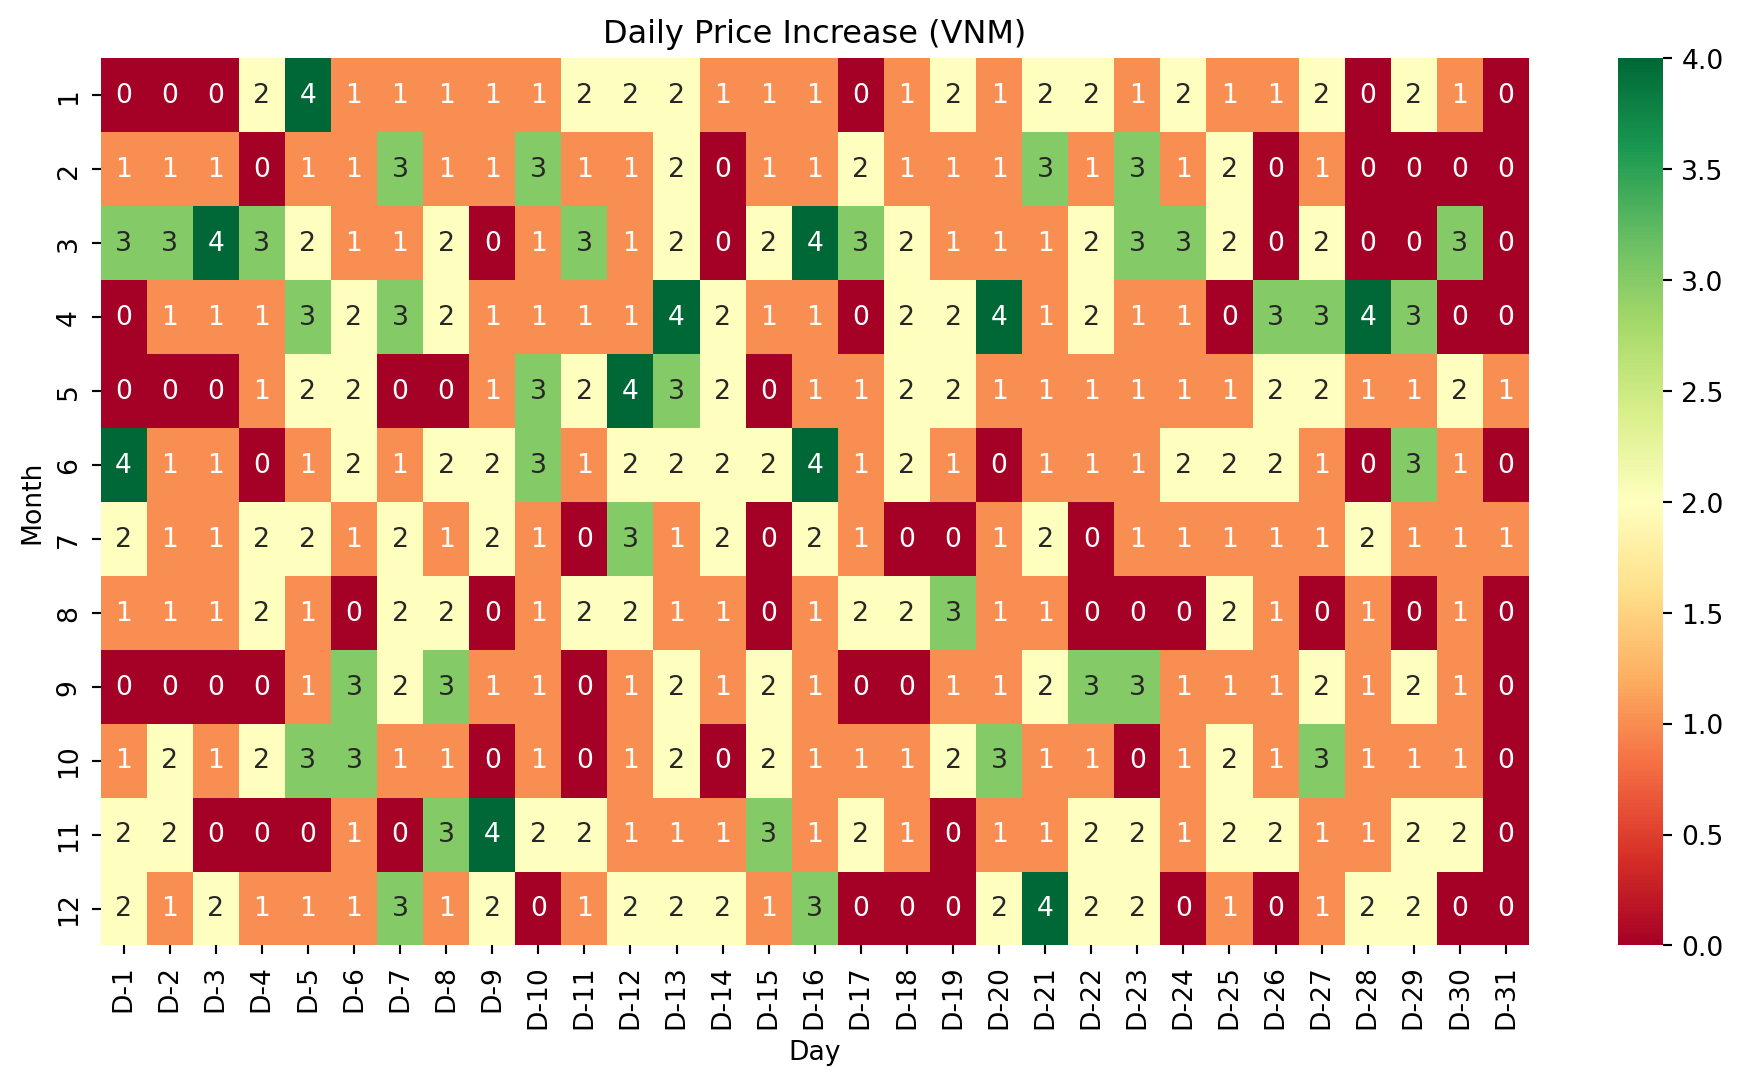 Daily Price Increase (VNM)
1 0 0 0 2 4 1 1 1 1 1 2 2 2 1 1 1 0 1 2 1 2 2 1 2 1 1 2 0 2 1 0
2 1 1 1 0 1 1 3 1 1 3 1 1 2 0 1 1 2 1 1 1 3 1 3 1 2 0 1 0 0 0 0
3 3 3 4 3 2 1 1 2 0 1 3 1 2 0 2 4 3 2 1 1 1 2 3 3 2 0 2 0 0 3 0
4 0 1 1 1 3 2 3 2 1 1 1 1 4 2 1 1 0 2 2 4 1 2 1 1 0 3 3 4 3 0 0
5 0 0 0 1 2 2 0 0 1 3 2 4 3 2 0 1 1 2 2 1 1 1 1 1 1 2 2 1 1 2 1
6 4 1 1 0 1 2 1 2 2 3 1 2 2 2 2 4 1 2 1 0 1 1 1 2 2 2 1 0 3 1 0
7 2 1 1 2 2 1 2 1 2 1 0 3 1 2 0 2 1 0 0 1 2 0 1 1 1 1 1 2 1 1 1
8 1 1 1 2 1 0 2 2 0 1 2 2 1 1 0 1 2 2 3 1 1 0 0 0 2 1 0 1 0 1 0
9 0 0 0 0 1 3 2 3 1 1 0 1 2 1 2 1 0 0 1 1 2 3 3 1 1 1 2 1 2 1 0
10 1 2 1 2 3 3 1 1 0 1 0 1 2 0 2 1 1 1 2 3 1 1 0 1 2 1 3 1 1 1 0
11 2 2 0 0 0 1 0 3 4 2 2 1 1 1 3 1 2 1 0 1 1 2 2 1 2 2 1 1 2 2 0
12 2 1 2 1 1 1 3 1 2 0 1 2 2 2 1 3 0 0 0 2 4 2 2 0 1 0 1 2 2 0 0
Month
D-1 D-2 D-3 D-4 D-5 D-6 D-7 D-8 D-9 D-10 D-11 D-12 D-13 D-14 D-15 D-16 D-17 D-18 D-19 D-20 D-21 D-22 D-23 D-24 D-25 D-26 D-27 D-28 D-29 D-30 D-31
Day
4.0
3.5
3.0
2.5
2.0
1.5
1.0
0.5
0.0